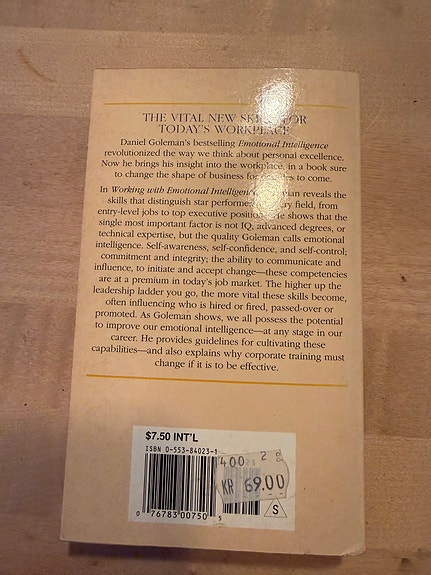 THE VITAL NEW FOR
TODAY'S WORKPLACE
Daniel Goleman's bestselling Emotional Intelligence
revolutionized the way we think about personal excellence.
Now he brings his insight into the workplace, in a book sure
to change the shape of business for to come.
In Working with Emotional Intelligence, reveals the
skills that distinguish star performers field, from
entry-level jobs to top executive positions. He shows that the
single most important factor is not IQ, advanced degrees, or
technical expertise, but the quality Goleman calls emotional
intelligence. Self-awareness, self-confidence, and self-control;
commitment and integrity; the ability to communicate and
influence, to initiate and accept change—these competencies
are at a premium in today's job market. The higher up the
leadership ladder you go, the more vital these skills become,
often influencing who is hired or fired, passed-over or
promoted. As Goleman shows, we all possess the potential
to improve our emotional intelligence—at any stage in our
career. He provides guidelines for cultivating these
capabilities—and also explains why corporate training must
change if it is to be effective.
$7.50 INT'L
ISBN 0-553-84023-1
400 2
KR 69.00
0 76783 00750 5
S